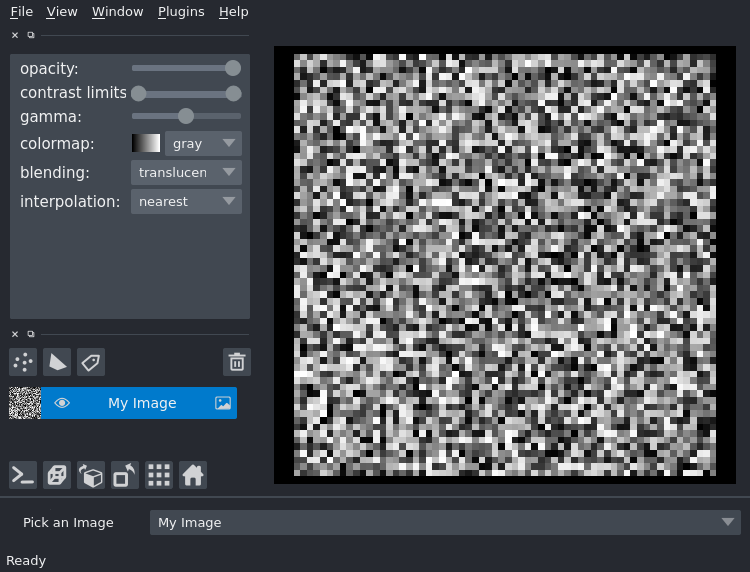 File View Window Plugins Help
opacity:
contrast limits
gamma:
colormap: gray
blending: translucen
interpolation: nearest
My Image
Pick an Image My Image
Ready